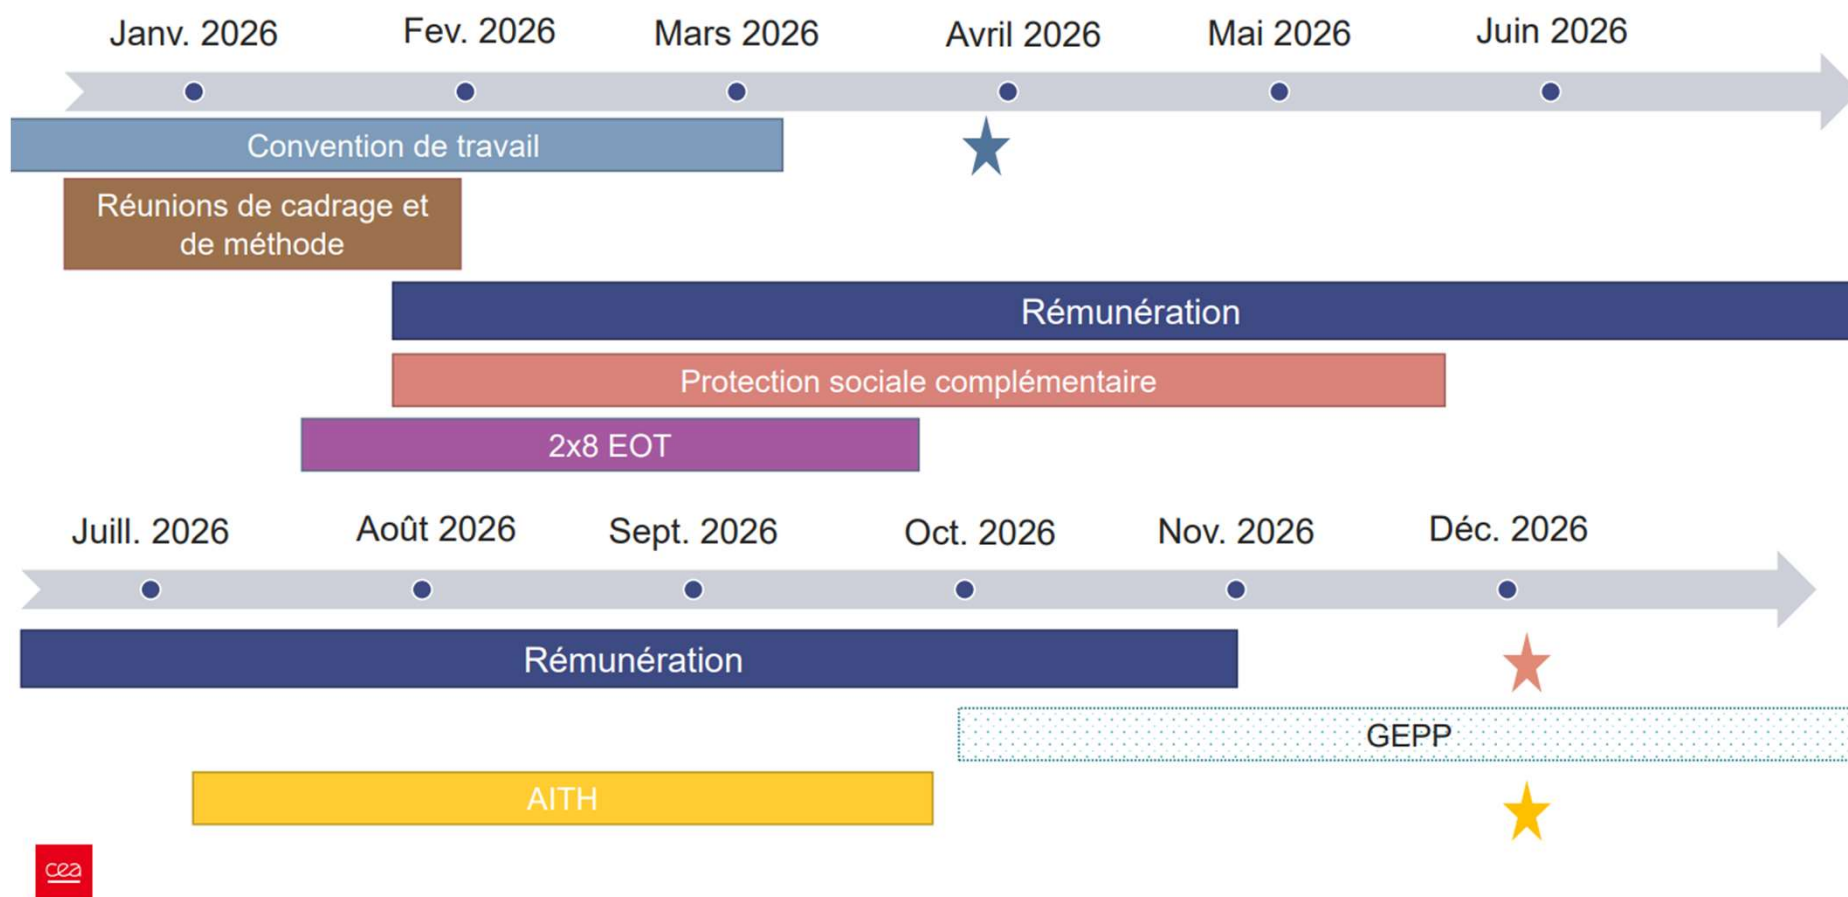 Janv. 2026
Fev. 2026
Mars 2026
Avril 2026
Mai 2026
Juin 2026
Convention de travail
Réunions de cadrage et
de méthode
Rémunération
Protection sociale complémentaire
2x8 EOT
Juill. 2026
Août 2026
Sept. 2026
Oct. 2026
Nov. 2026
Déc. 2026
Rémunération
GEPP
AITH
cea